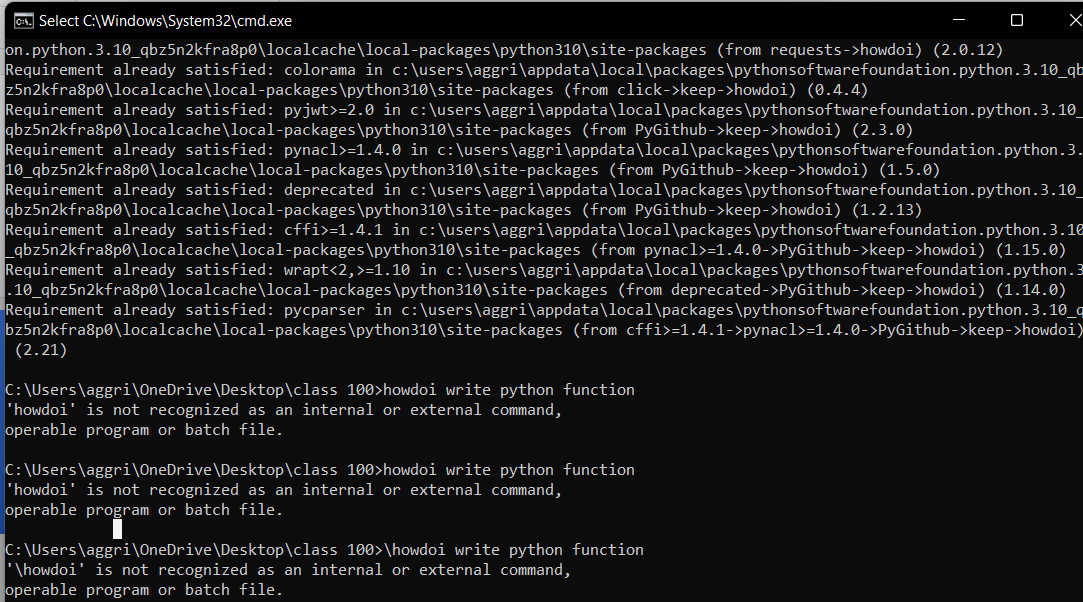 Select C:\Windows\System32\cmd.exe
on.python.3.10_qbz5n2kfra8p0\localcache\local-packages\python310\site-packages (from requests->howdoi) (2.0.12)
Requirement already satisfied: colorama in c:\users\aggri\appdata\local\packages\pythonsoftwarefoundation.python.3.10_qb
z5n2kfra8p0\localcache\local-packages\python310\site-packages (from click->keep->howdoi) (0.4.4)
Requirement already satisfied: pyjwt>=2.0 in c:\users\aggri\appdata\local\packages\pythonsoftwarefoundation.python.3.10_
qbz5n2kfra8p0\localcache\local-packages\python310\site-packages (from PyGithub->keep->howdoi) (2.3.0)
Requirement already satisfied: pynacl>=1.4.0 in c:\users\aggri\appdata\local\packages\pythonsoftwarefoundation.python.3.
10_qbz5n2kfra8p0\localcache\local-packages\python310\site-packages (from PyGithub->keep->howdoi) (1.5.0)
Requirement already satisfied: deprecated in c:\users\aggri\appdata\local\packages\pythonsoftwarefoundation.python.3.10_
qbz5n2kfra8p0\localcache\local-packages\python310\site-packages (from PyGithub->keep->howdoi) (1.2.13)
Requirement already satisfied: cffi>=1.4.1 in c:\users\aggri\appdata\local\packages\pythonsoftwarefoundation.python.3.10
_qbz5n2kfra8p0\localcache\local-packages\python310\site-packages (from pynacl>=1.4.0->PyGithub->keep->howdoi) (1.15.0)
Requirement already satisfied: wrapt<2,>=1.10 in c:\users\aggri\appdata\local\packages\pythonsoftwarefoundation.python.3
.10_qbz5n2kfra8p0\localcache\local-packages\python310\site-packages (from deprecated->PyGithub->keep->howdoi) (1.14.0)
Requirement already satisfied: pycparser in c:\users\aggri\appdata\local\packages\pythonsoftwarefoundation.python.3.10_q
bz5n2kfra8p0\localcache\local-packages\python310\site-packages (from cffi>=1.4.1->pynacl>=1.4.0->PyGithub->keep->howdoi)
(2.21)
C:\Users\aggri\OneDrive\Desktop\class 100>howdoi write python function
'howdoi' is not recognized as an internal or external command,
operable program or batch file.
C:\Users\aggri\OneDrive\Desktop\class 100>howdoi write python function
'howdoi' is not recognized as an internal or external command,
operable program or batch file.
C:\Users\aggri\OneDrive\Desktop\class 100>\howdoi write python function
'\howdoi' is not recognized as an internal or external command,
operable program or batch file.